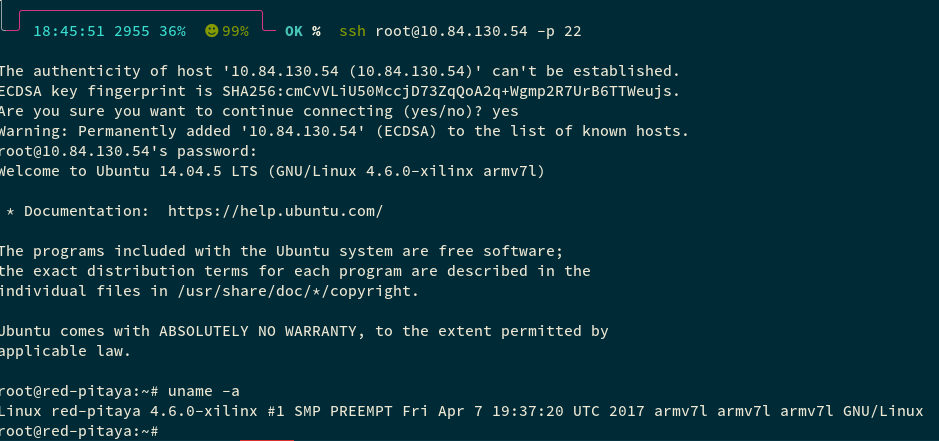 18:45:51 2955 36% 99% OK % ssh root@10.84.130.54 -p 22
The authenticity of host '10.84.130.54 (10.84.130.54)' can't be established.
ECDSA key fingerprint is SHA256:cmCvVLiU50MccjD73ZqQoA2q+Wgmp2R7UrB6TTWeujs.
Are you sure you want to continue connecting (yes/no)? yes
Warning: Permanently added '10.84.130.54' (ECDSA) to the list of known hosts.
root@10.84.130.54's password:
Welcome to Ubuntu 14.04.5 LTS (GNU/Linux 4.6.0-xilinx armv7l)
* Documentation:  https://help.ubuntu.com/
The programs included with the Ubuntu system are free software;
the exact distribution terms for each program are described in the
individual files in /usr/share/doc/*/copyright.
Ubuntu comes with ABSOLUTELY NO WARRANTY, to the extent permitted by
applicable law.
root@red-pitaya:~# uname -a
Linux red-pitaya 4.6.0-xilinx #1 SMP PREEMPT Fri Apr 7 19:37:20 UTC 2017 armv7l armv7l armv7l GNU/Linux
root@red-pitaya:~#